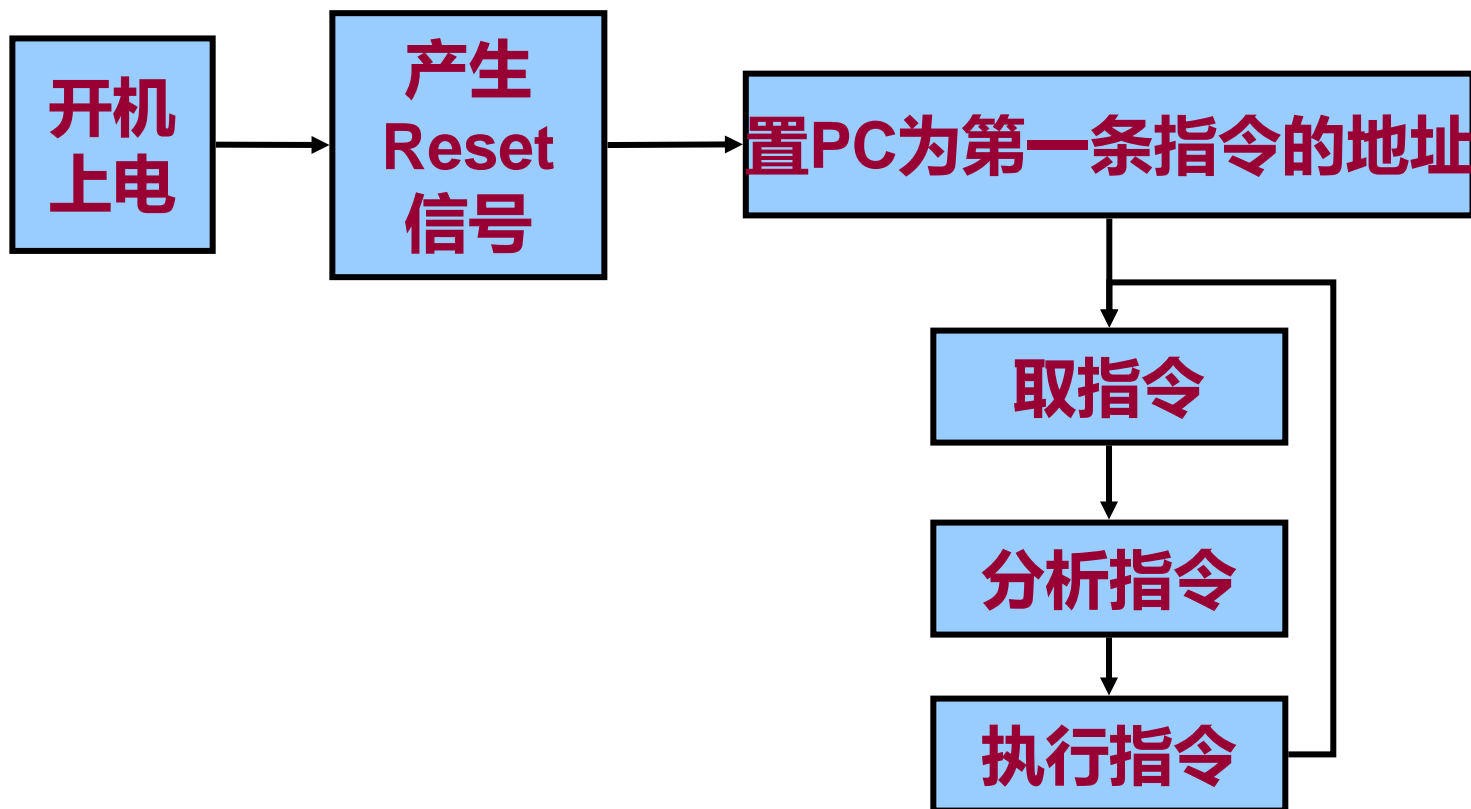 开机
上电
产生
Reset
信号
置PC为第一条指令的地址
取指令
分析指令
执行指令